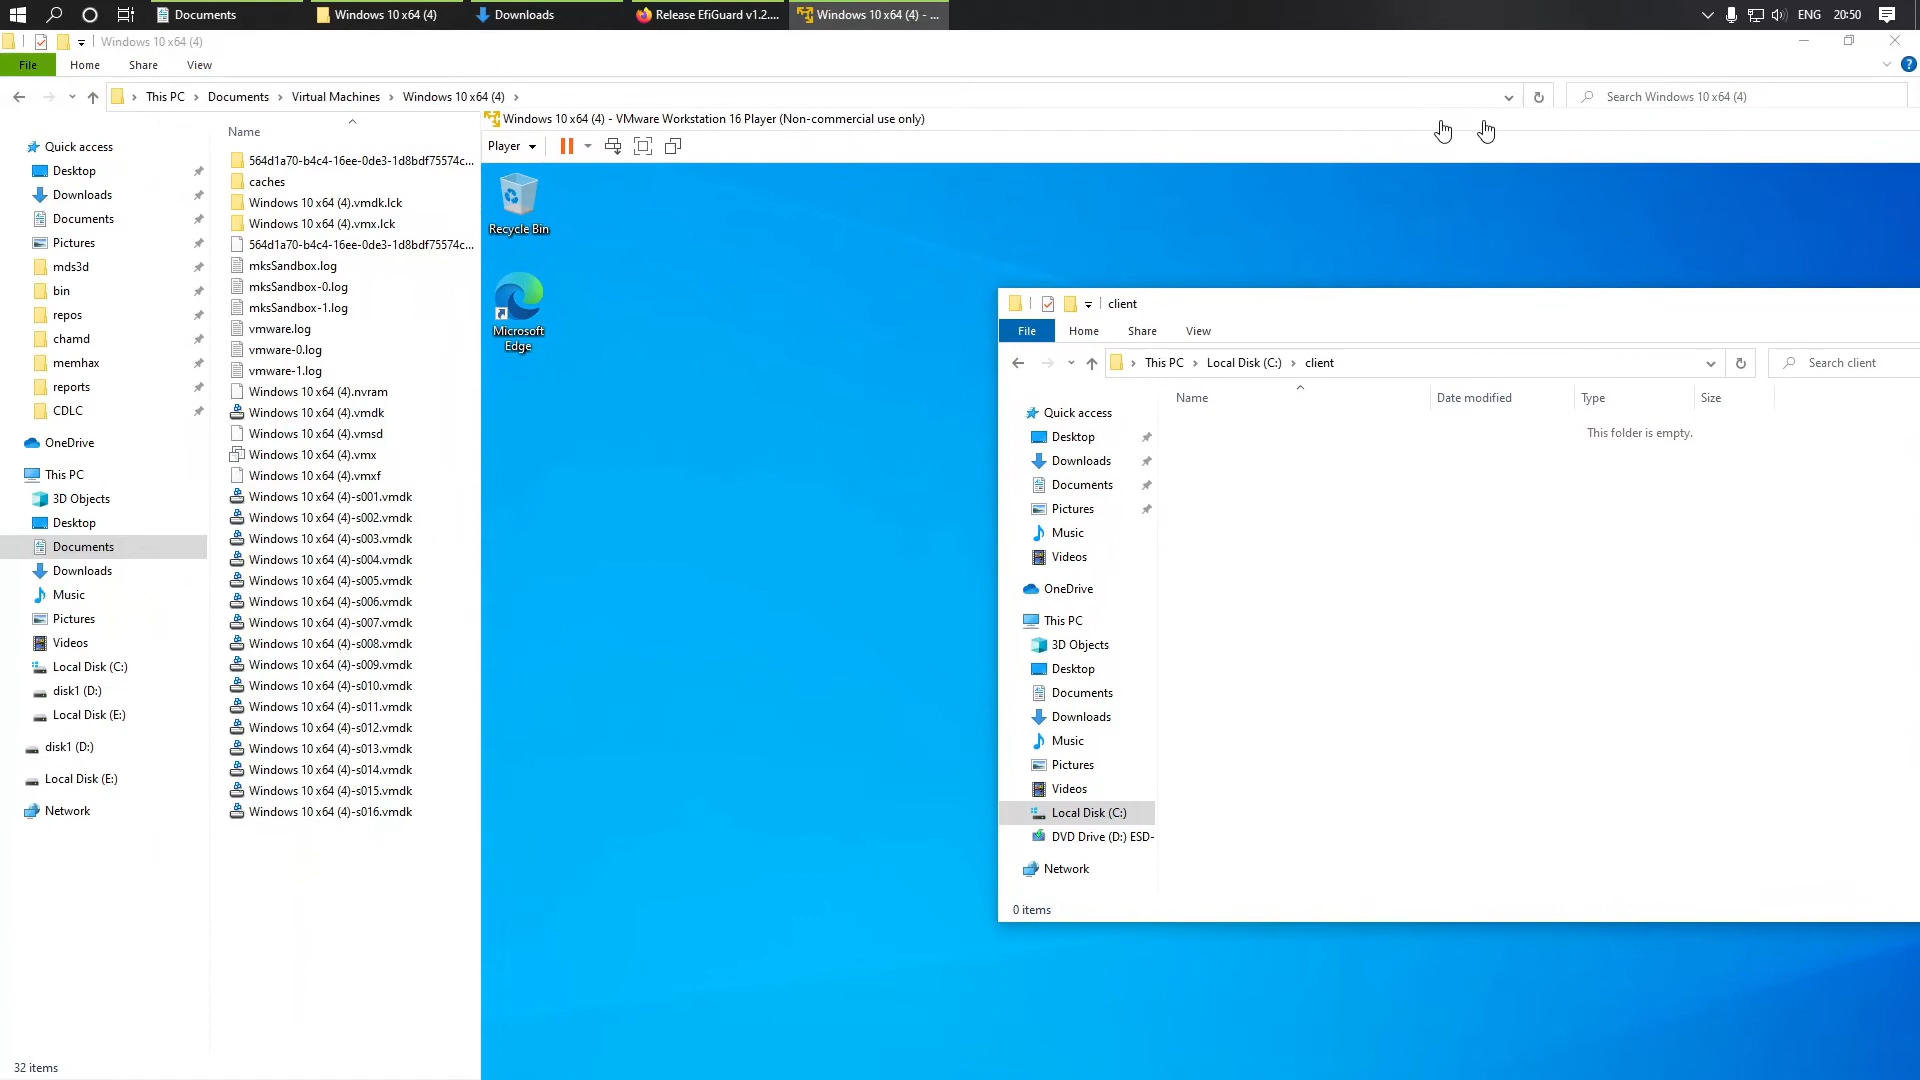 Documents
Windows 10 x64 (4)
Downloads
Release EfiGuard v1.2....
Windows 10 x64 (4) - ...
ENG
20:50
Windows 10 x64 (4)
File
Home
Share
View
This PC
Documents
Virtual Machines
Windows 10 x64 (4)
Search Windows 10 x64 (4)
Quick access
Desktop
Downloads
Documents
Pictures
mds3d
bin
repos
chamd
memhax
reports
CDLC
OneDrive
This PC
3D Objects
Desktop
Documents
Downloads
Music
Pictures
Videos
Local Disk (C:)
disk1 (D:)
Local Disk (E:)
disk1 (D:)
Local Disk (E:)
Network
32 items
Name
564d1a70-b4c4-16ee-0de3-1d8bdf75574c...
caches
Windows 10 x64 (4).vmdk.lck
Windows 10 x64 (4).vmx.lck
564d1a70-b4c4-16ee-0de3-1d8bdf75574c...
mksSandbox.log
mksSandbox-0.log
mksSandbox-1.log
vmware.log
vmware-0.log
vmware-1.log
Windows 10 x64 (4).nvram
Windows 10 x64 (4).vmdk
Windows 10 x64 (4).vmsd
Windows 10 x64 (4).vmx
Windows 10 x64 (4).vmxf
Windows 10 x64 (4)-s001.vmdk
Windows 10 x64 (4)-s002.vmdk
Windows 10 x64 (4)-s003.vmdk
Windows 10 x64 (4)-s004.vmdk
Windows 10 x64 (4)-s005.vmdk
Windows 10 x64 (4)-s006.vmdk
Windows 10 x64 (4)-s007.vmdk
Windows 10 x64 (4)-s008.vmdk
Windows 10 x64 (4)-s009.vmdk
Windows 10 x64 (4)-s010.vmdk
Windows 10 x64 (4)-s011.vmdk
Windows 10 x64 (4)-s012.vmdk
Windows 10 x64 (4)-s013.vmdk
Windows 10 x64 (4)-s014.vmdk
Windows 10 x64 (4)-s015.vmdk
Windows 10 x64 (4)-s016.vmdk
Windows 10 x64 (4) - VMware Workstation 16 Player (Non-commercial use only)
Player
Recycle Bin
Microsoft
Edge
client
File
Home
Share
View
This PC
Local Disk (C:)
client
Search client
Quick access
Desktop
Downloads
Documents
Pictures
Music
Videos
OneDrive
This PC
3D Objects
Desktop
Documents
Downloads
Music
Pictures
Videos
Local Disk (C:)
DVD Drive (D:) ESD-
Network
Name
Date modified
Type
Size
This folder is empty.
0 items